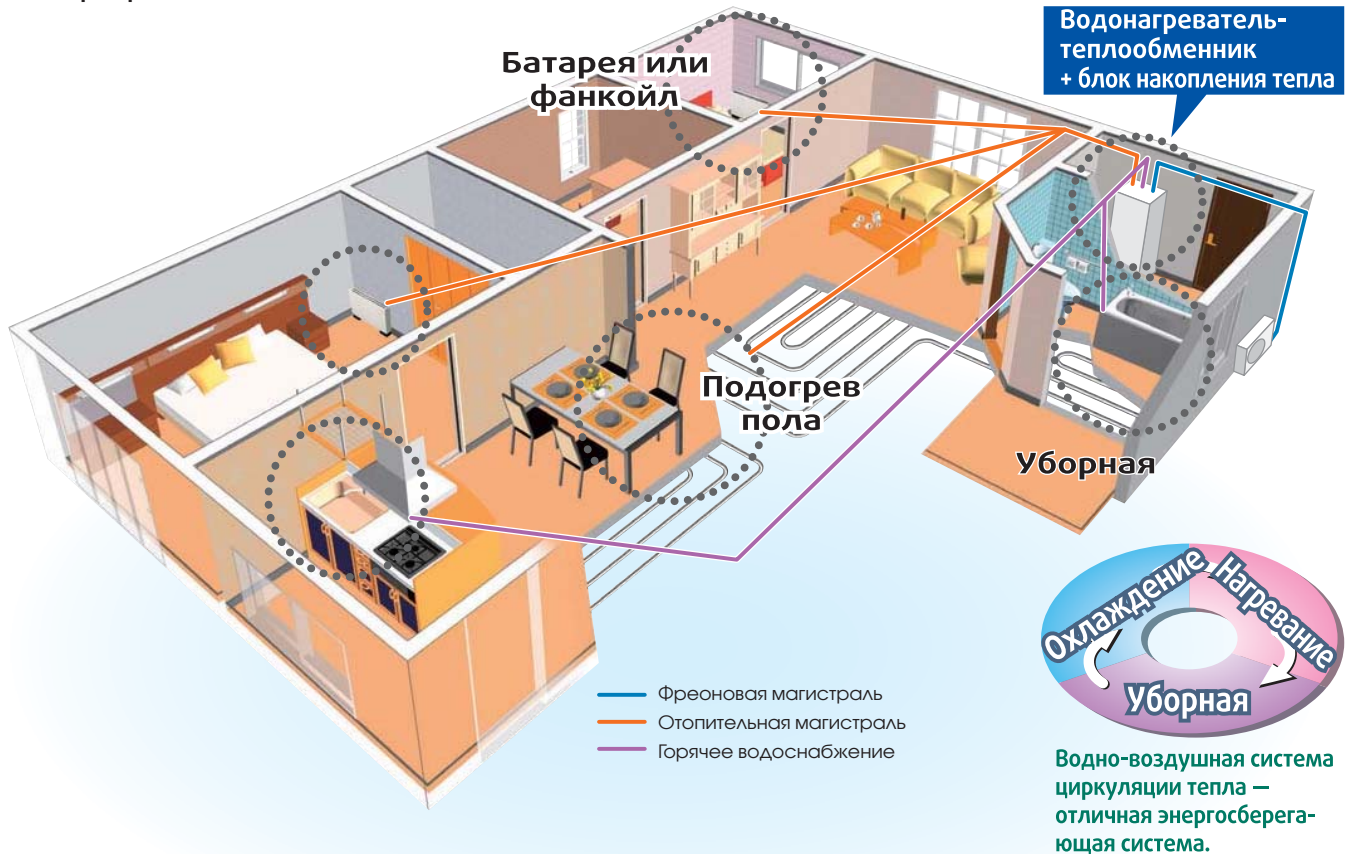 Батарея или
фанкойл
Водонагреватель-
теплообменник
+ блок накопления тепла
Подогрев
пола
Уборная
Фреоновая магистраль
Отопительная магистраль
Горячее водоснабжение
Охлаждение
Нагревание
Уборная
Водно-воздушная система
циркуляции тепла —
отличная энергосберега-
ющая система.